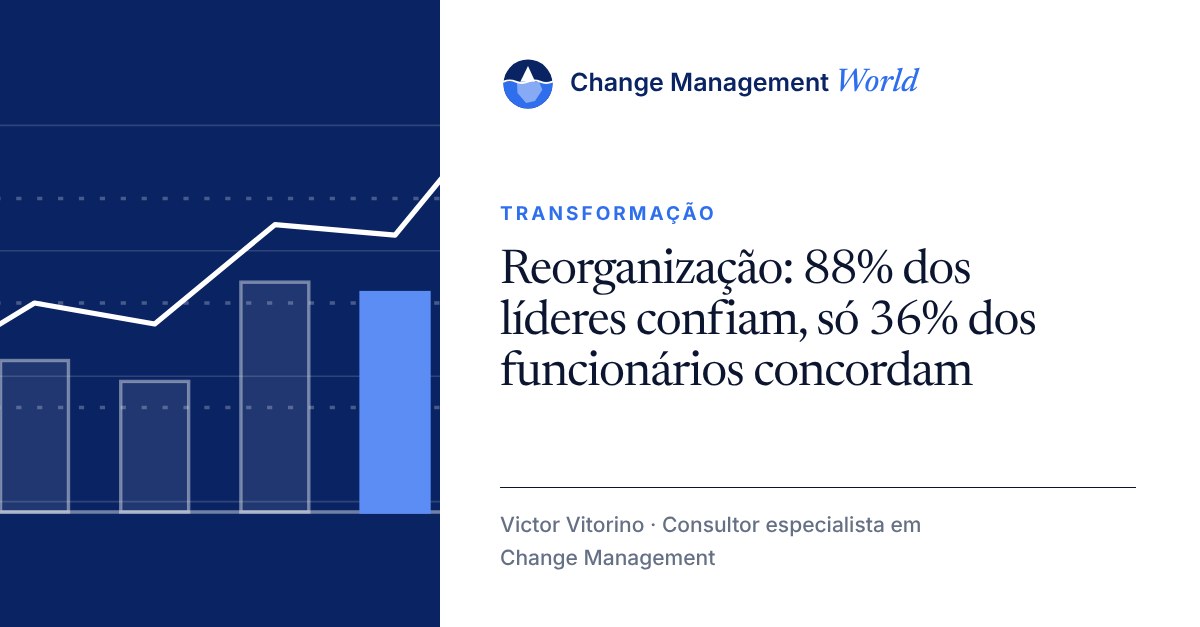 Change Management World
TRANSFORMAÇÃO
Reorganização: 88% dos
líderes confiam, só 36% dos
funcionários concordam
Victor Vitorino · Consultor especialista em
Change Management